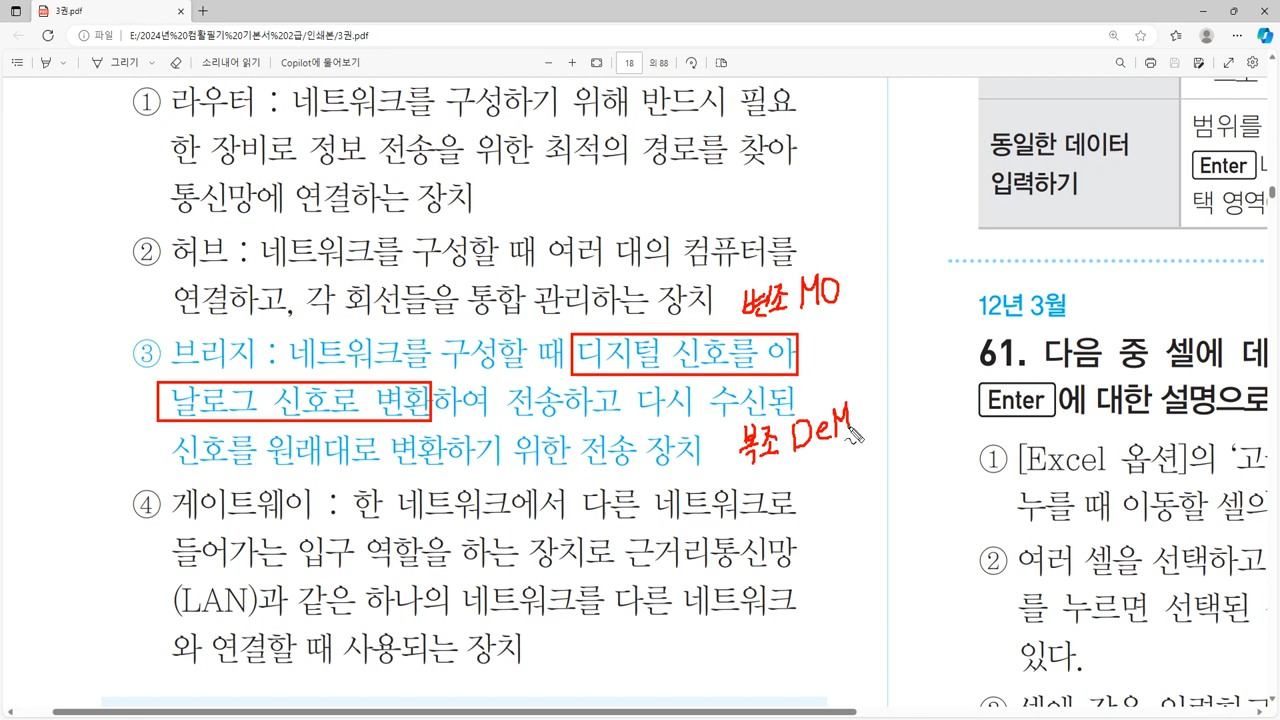 3권.pdf
파일 E:/2024년%20컴활필기%20기본서%202급/인쇄본/3권.pdf
그리기 소리내어 읽기 Copilot에 물어보기 18 의 88
① 라우터 : 네트워크를 구성하기 위해 반드시 필요
한 장비로 정보 전송을 위한 최적의 경로를 찾아
통신망에 연결하는 장치
② 허브 : 네트워크를 구성할 때 여러 대의 컴퓨터를
연결하고, 각 회선들을 통합 관리하는 장치
변조 MO
③ 브리지 : 네트워크를 구성할 때 디지털 신호를 아
날로그 신호로 변환하여 전송하고 다시 수신된
신호를 원래대로 변환하기 위한 전송 장치
복조 DeM
④ 게이트웨이 : 한 네트워크에서 다른 네트워크로
들어가는 입구 역할을 하는 장치로 근거리통신망
(LAN)과 같은 하나의 네트워크를 다른 네트워크
와 연결할 때 사용되는 장치
동일한 데이터
입력하기
범위를
Enter
택 영역
12년 3월
61. 다음 중 셀에 데
Enter에 대한 설명으로
① [Excel 옵션]의 ‘고
누를 때 이동할 셀의
② 여러 셀을 선택하고
를 누르면 선택된
있다.